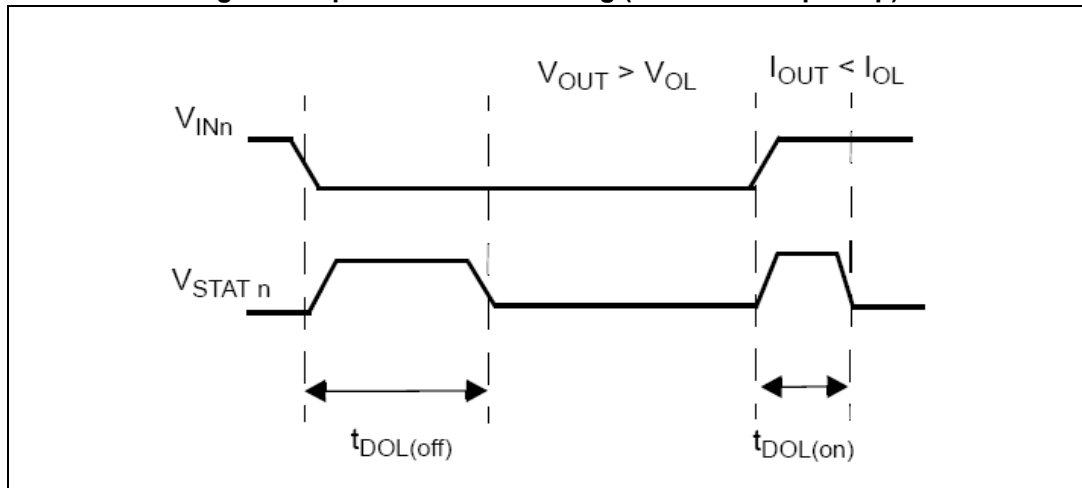 V_OUT > V_OL
I_OUT < I_OL
V_INn
V_STAT n
t_DOL(off)
t_DOL(on)